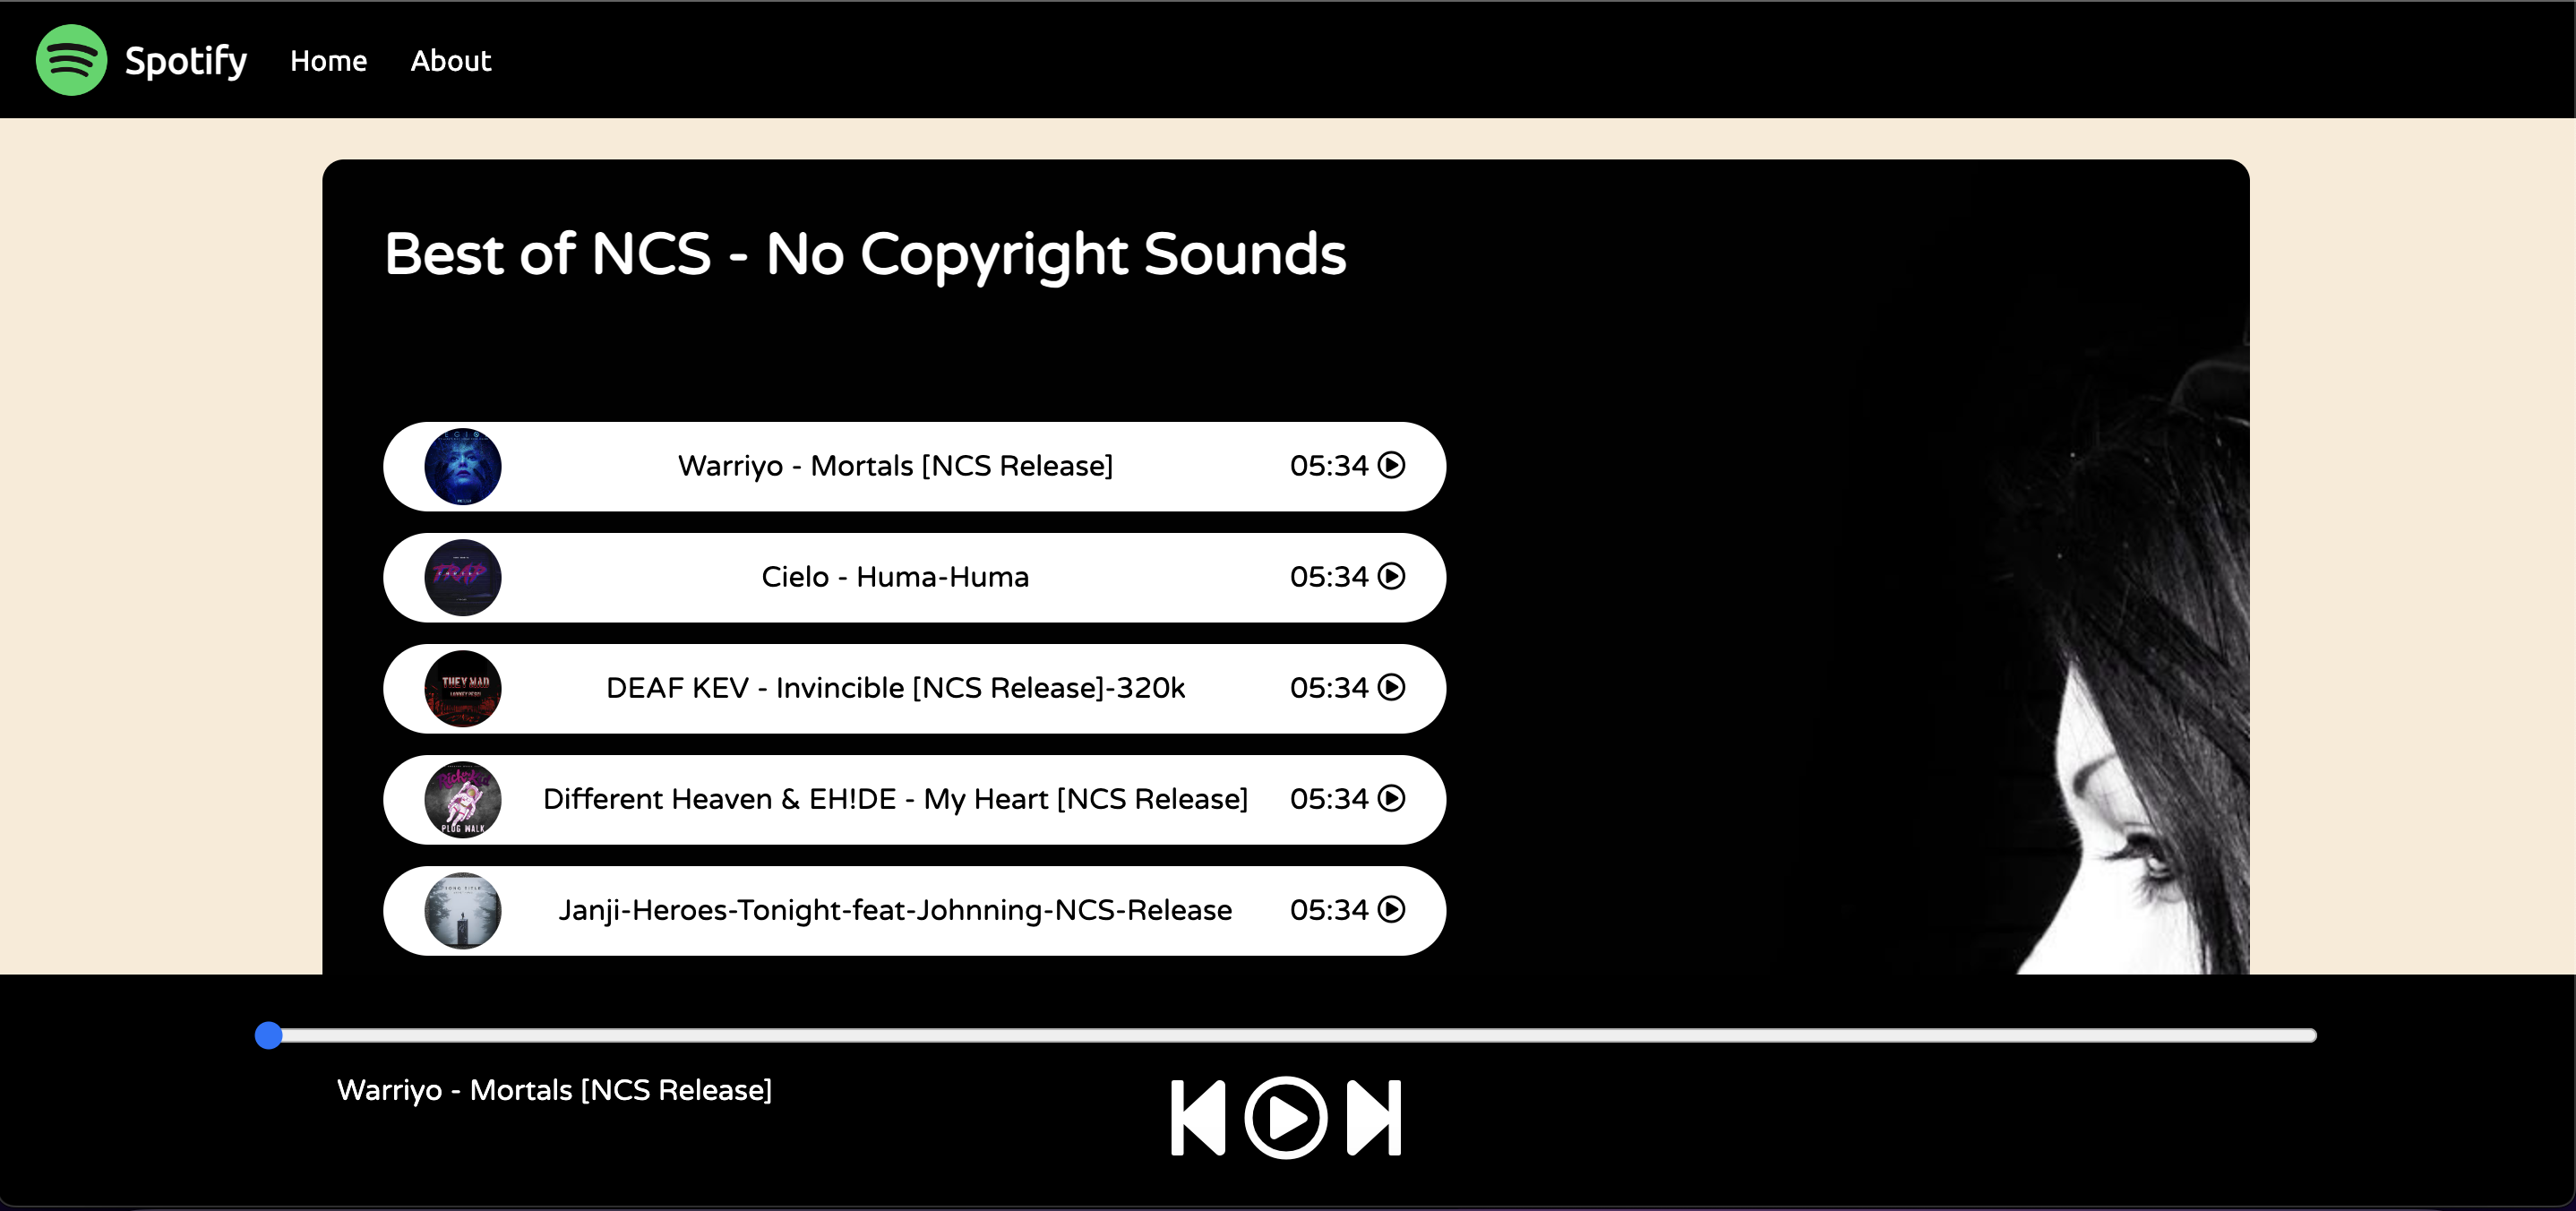 Spotify Home About
Best of NCS - No Copyright Sounds
Warriyo - Mortals [NCS Release] 05:34
TRAP
Cielo - Huma-Huma 05:34
THEY MAD
DEAF KEV - Invincible [NCS Release]-320k 05:34
PLUG WALK
Different Heaven & EH!DE - My Heart [NCS Release] 05:34
SONG TITLE
Janji-Heroes-Tonight-feat-Johnning-NCS-Release 05:34
Warriyo - Mortals [NCS Release]